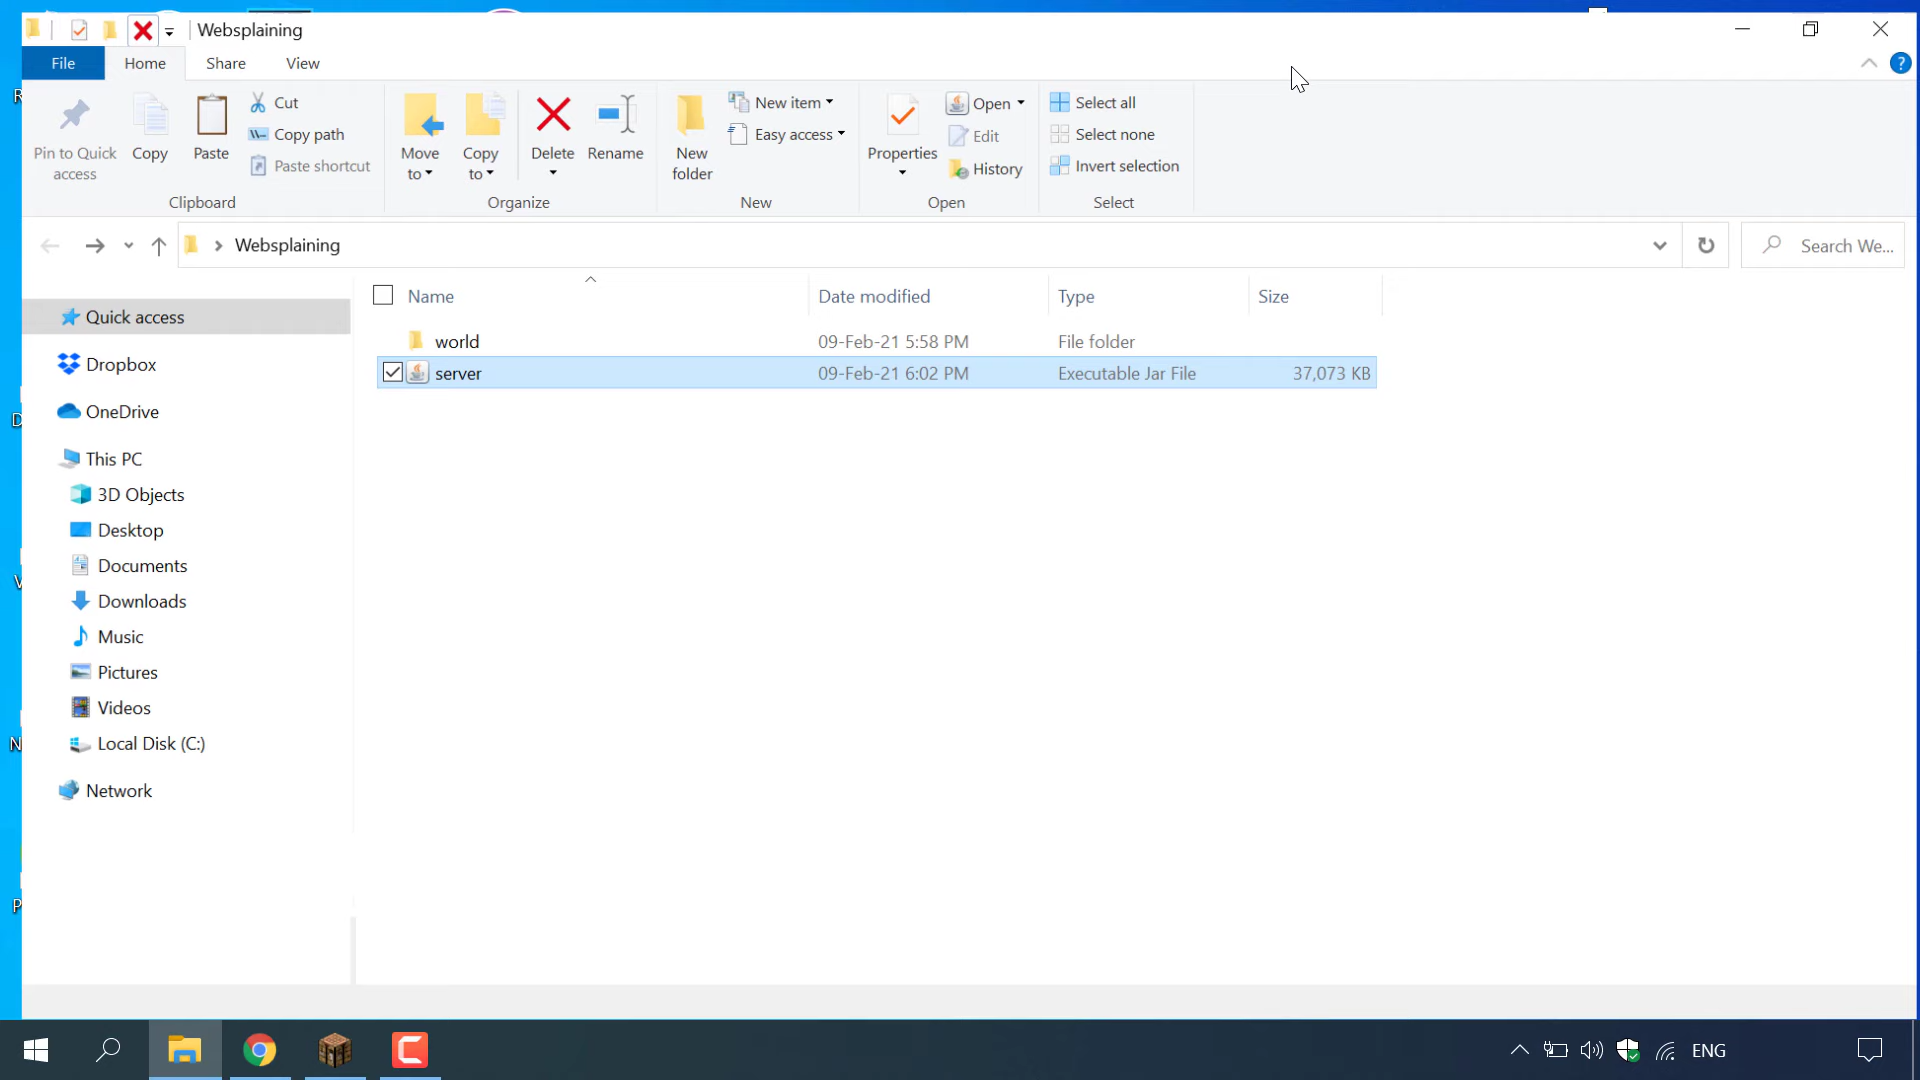 Websplaining
File Home Share View
Pin to Quick access
Copy
Paste
Cut
Copy path
Paste shortcut
Clipboard
Move to
Copy to
Delete
Rename
Organize
New folder
New item
Easy access
New
Properties
Open
Edit
History
Open
Select all
Select none
Invert selection
Select
Websplaining
Search We...
Name Date modified Type Size
world 09-Feb-21 5:58 PM File folder
server 09-Feb-21 6:02 PM Executable Jar File 37,073 KB
Quick access
Dropbox
OneDrive
This PC
3D Objects
Desktop
Documents
Downloads
Music
Pictures
Videos
Local Disk (C:)
Network
ENG